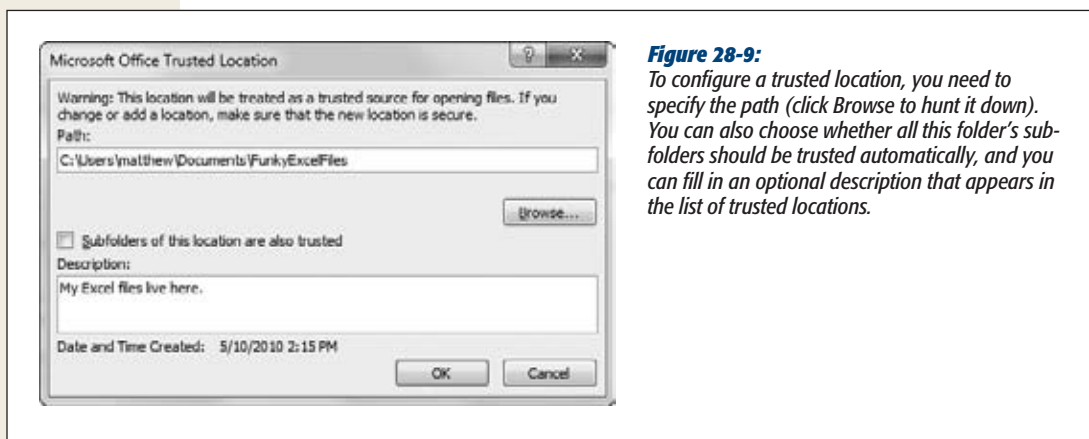 Microsoft Office Trusted Location
Warning: This location will be treated as a trusted source for opening files. If you
change or add a location, make sure that the new location is secure.
Path:
C:\Users\matthew\Documents\FunkyExcelFiles
Browse...
Subfolders of this location are also trusted
Description:
My Excel files live here.
Date and Time Created: 5/10/2010 2:15 PM
OK Cancel
Figure 28-9:
To configure a trusted location, you need to
specify the path (click Browse to hunt it down).
You can also choose whether all this folder's sub-
folders should be trusted automatically, and you
can fill in an optional description that appears in
the list of trusted locations.